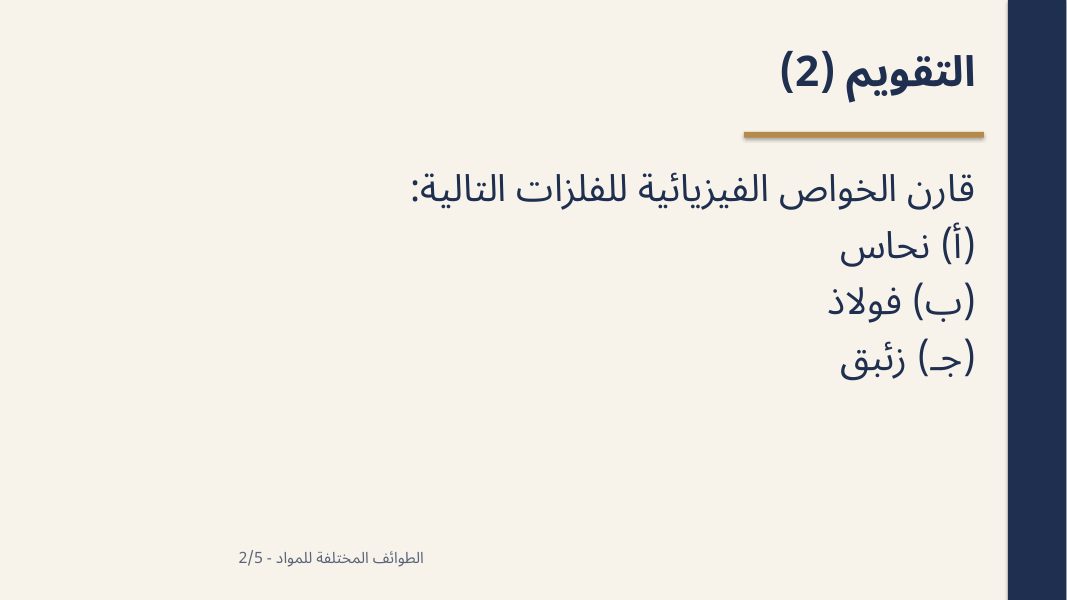 التقويم (2)
قارن الخواص الفيزيائية للفلزات التالية:
(أ) نحاس
(ب) فولاذ
(جـ) زئبق
الطوائف المختلفة للمواد - 2/5